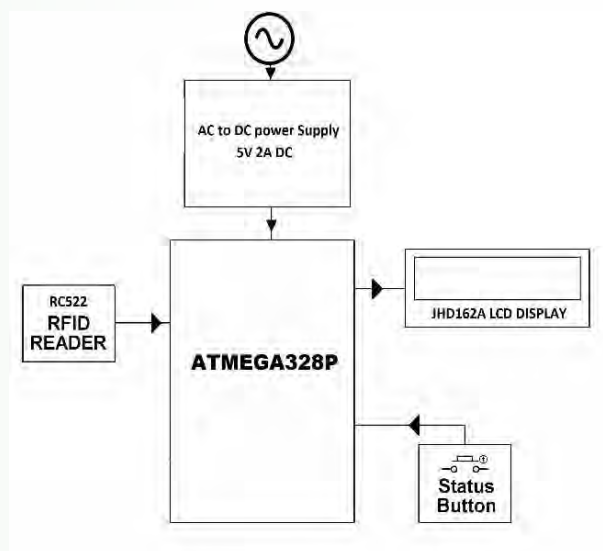 AC to DC power Supply
5V 2A DC
RC522
RFID
READER
ATMEGA328P
JHD162A LCD DISPLAY
Status
Button